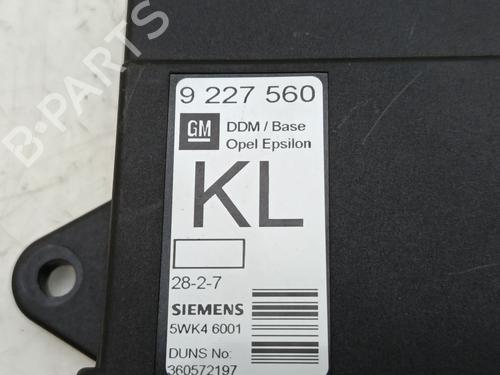 9 227 560
GM
DDM / Base
Opel Epsilon
KL
28-2-7
SIEMENS
5WK4 6001
DUNS No:
360572197
B-PARTS